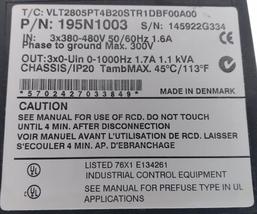 T/C: VLT2805PT4B20STR1DBF00A00
P/N: 195N1003 S/N: 145922G334
IN: 3x380-480V 50/60Hz 1.6A
Phase to ground Max. 300V
OUT: 3x0-Uin 0-1000Hz 1.7A 1.1 kVA
CHASSIS/IP20 TambMAX. 45°C/113°F
*5702427033849* MADE IN DENMARK
CAUTION
SEE MANUAL FOR USE OF RCD. DO NOT TOUCH
UNTIL 4 MIN. AFTER DISCONNECTION
VOIR MANUEL AVANT L'UTILISATION DE RCD. LAISSER
S'ECOULER 4 MIN. AP. D'EBRANCHAGE
LISTED 76X1 E134261
INDUSTRIAL CONTROL EQUIPMENT
SEE MANUAL FOR PREFUSE TYPE IN UL
APPLICATIONS